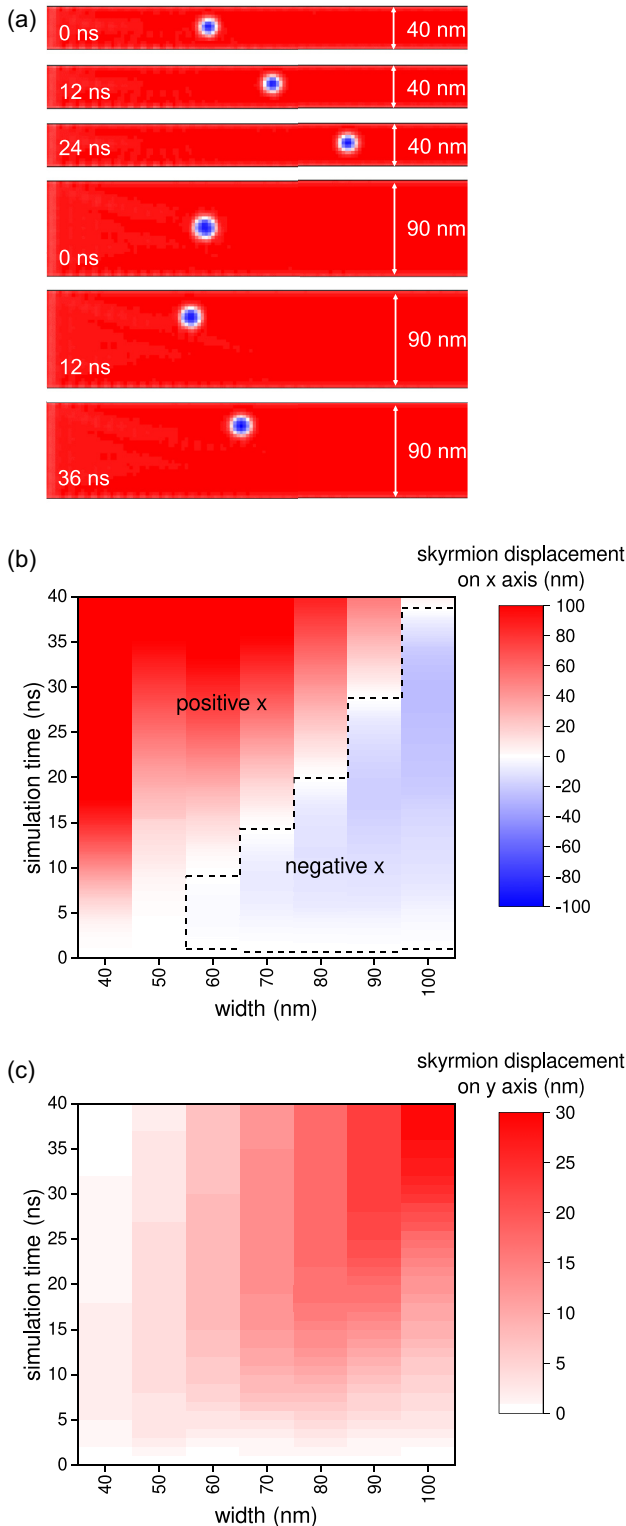 (a)
0 ns
40 nm
12 ns
40 nm
24 ns
40 nm
90 nm
0 ns
90 nm
12 ns
90 nm
36 ns
(b)
skyrmion displacement
on x axis (nm)
40
35
30
25
20
15
10
5
0
simulation time (ns)
positive x
negative x
40
50
60
70
80
90
100
width (nm)
100
80
60
40
20
0
-20
-40
-60
-80
-100
(c)
skyrmion displacement
on y axis (nm)
40
35
30
25
20
15
10
5
0
simulation time (ns)
40
50
60
70
80
90
100
width (nm)
30
25
20
15
10
5
0